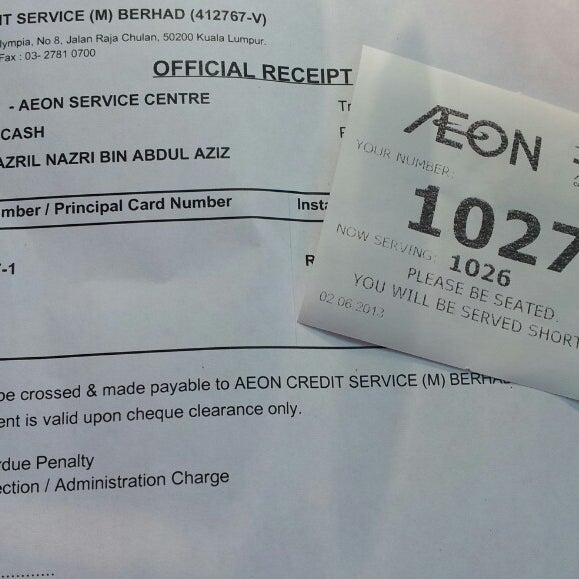 IT SERVICE (M) BERHAD (412767-V)
lympia, No 8, Jalan Raja Chulan, 50200 Kuala Lumpur.
Fax : 03- 2781 0700
OFFICIAL RECEIPT
- AEON SERVICE CENTRE
Tr
CASH
AZRIL NAZRI BIN ABDUL AZIZ
mber / Principal Card Number Insta
-1
R
be crossed & made payable to AEON CREDIT SERVICE (M) BERHA
ent is valid upon cheque clearance only.
rdue Penalty
ection / Administration Charge
AEON
YOUR NUMBER:
1027
NOW SERVING: 1026
PLEASE BE SEATED.
YOU WILL BE SERVED SHORT
02.06.2013